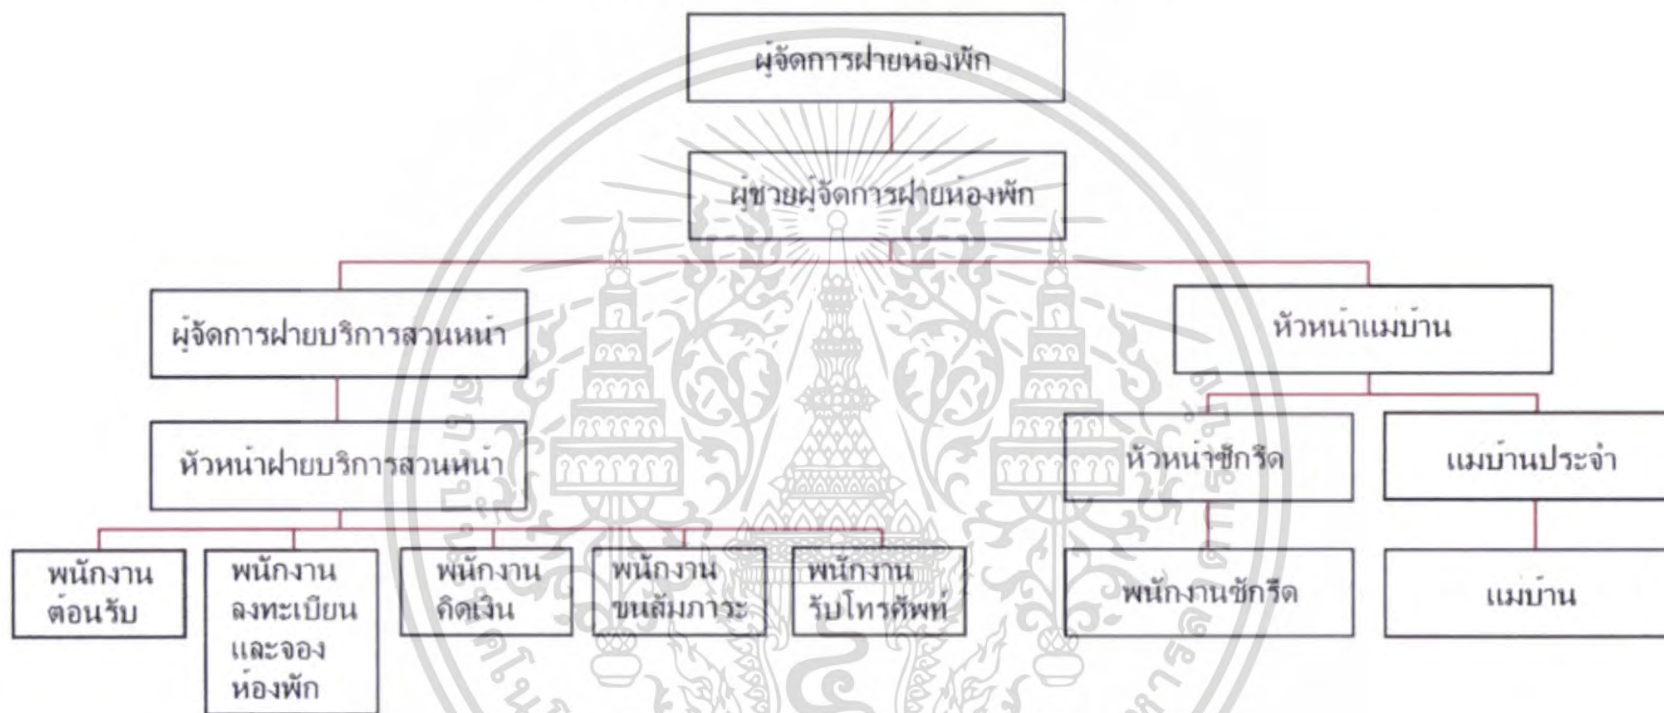 ผู้จัดการฝ่ายห้องพัก
ผู้ช่วยผู้จัดการฝ่ายห้องพัก
ผู้จัดการฝ่ายบริการสวนหน้า
หัวหน้าแม่บ้าน
หัวหน้าฝ่ายบริการสวนหน้า
หัวหน้าซักรีด
แม่บ้านประจำ
พนักงาน
ต้อนรับ
พนักงาน
ลงทะเบียน
และจอง
ห้องพัก
พนักงาน
คิดเงิน
พนักงาน
ขนสัมภาระ
พนักงาน
รับโทรศัพท์
พนักงานซักรีด
แม่บ้าน